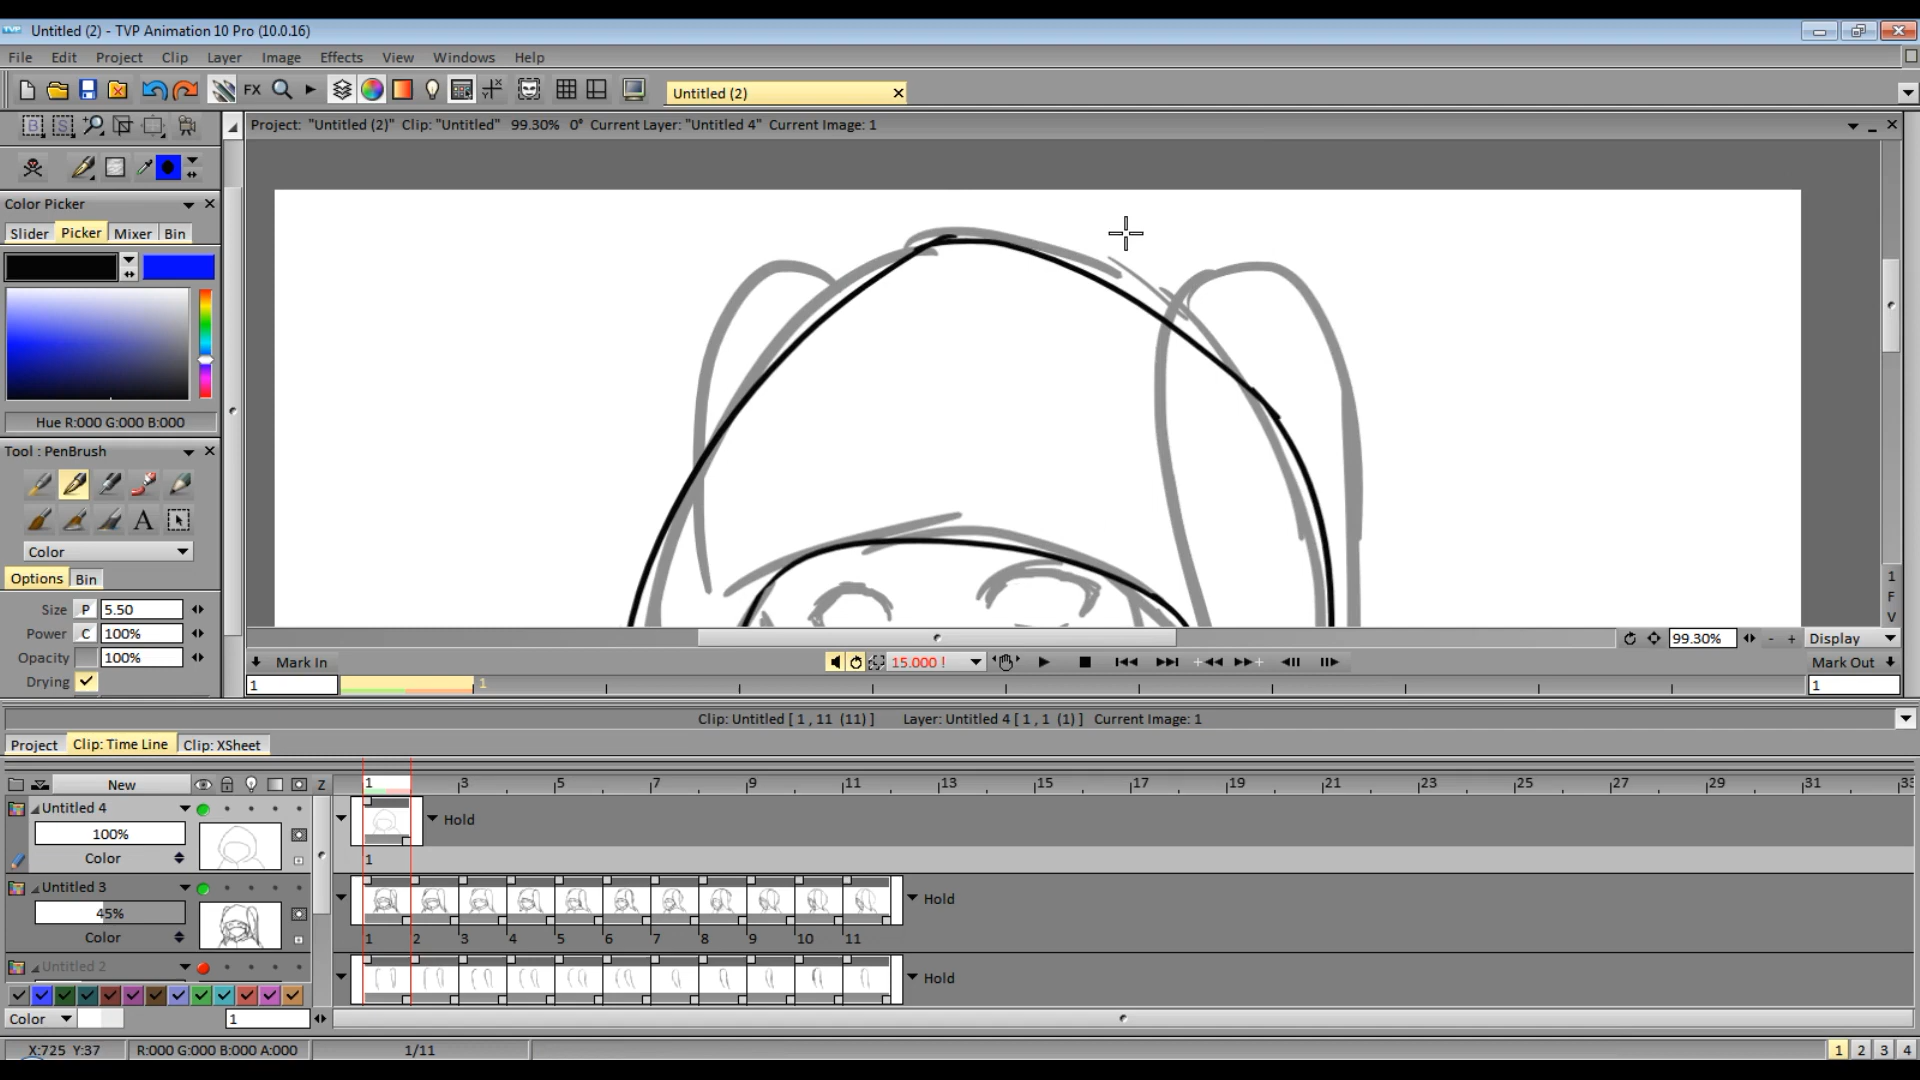 TVP Untitled (2) - TVP Animation 10 Pro (10.0.16)
File Edit Project Clip Layer Image Effects View Windows Help
FX Untitled (2)
B S Project: "Untitled (2)" Clip: "Untitled" 99.30% 0° Current Layer: "Untitled 4" Current Image: 1
Color Picker
Slider Picker Mixer Bin
Hue R:000 G:000 B:000
Tool : PenBrush
A
Color
Options Bin
Size P 5.50
Power C 100%
Opacity 100%
Drying
1
F
V
99.30% - + Display
Mark In 15.000 ! Mark Out
1 1 1
Clip: Untitled [ 1 , 11 (11) ] Layer: Untitled 4 [ 1 , 1 (1) ] Current Image: 1
Project Clip: Time Line Clip: XSheet
New Z 1 3 5 7 9 11 13 15 17 19 21 23 25 27 29 31 33
Untitled 4
100% Hold
Color 1
Untitled 3
45% Hold
Color 1 2 3 4 5 6 7 8 9 10 11
Untitled 2
Hold
Color 1
X:725 Y:37 R:000 G:000 B:000 A:000 1/11 1 2 3 4